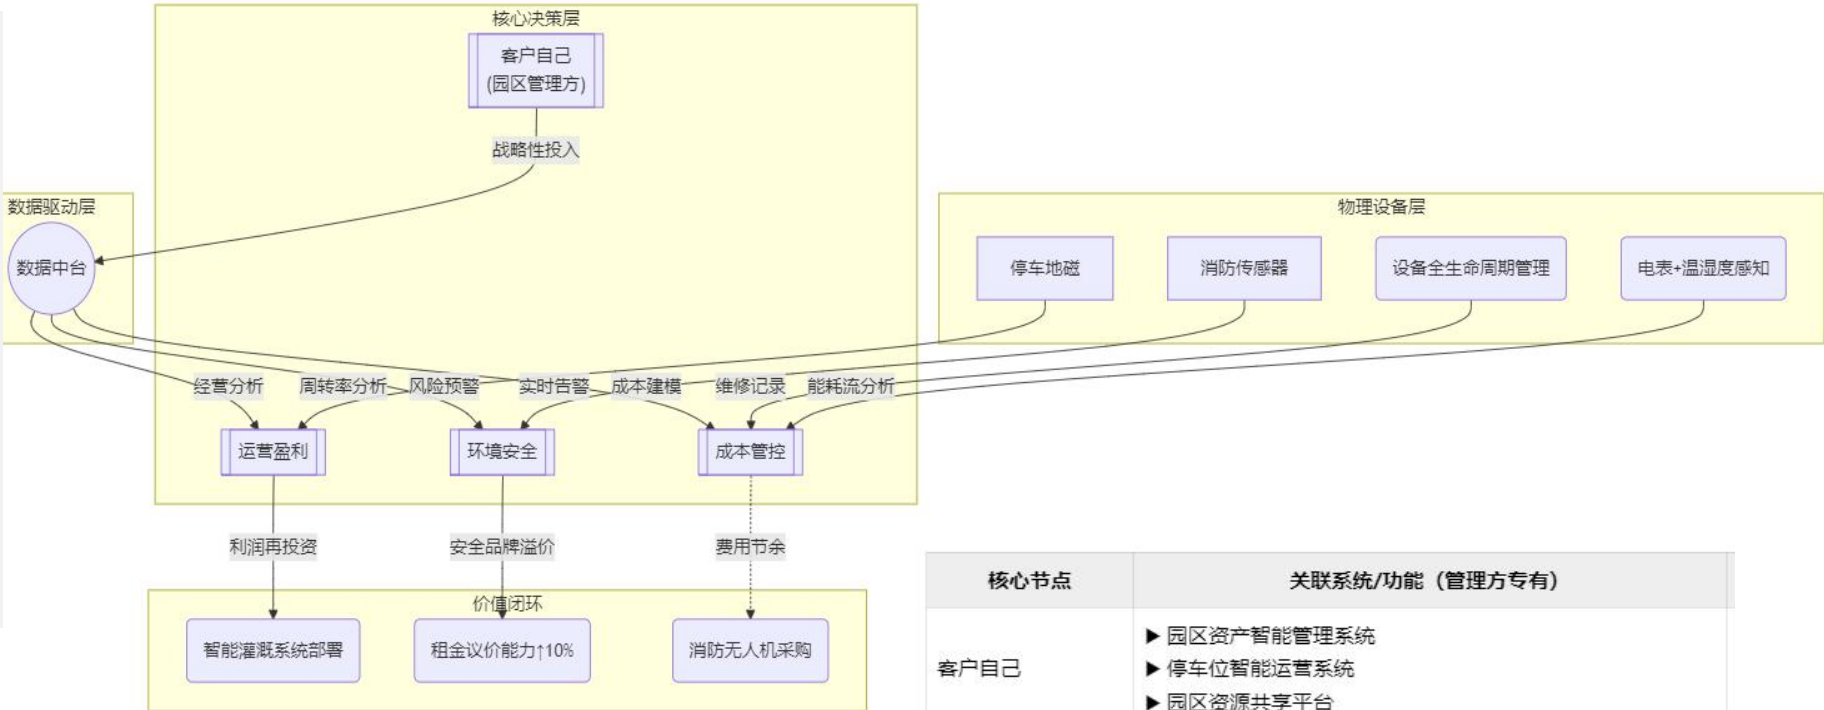 核心决策层
客户自己
(园区管理方)
战略性投入
数据驱动层
数据中台
物理设备层
停车地磁
消防传感器
设备全生命周期管理
电表+温湿度感知
经营分析
周转率分析
风险预警
实时告警
成本建模
维修记录
能耗流分析
运营盈利
环境安全
成本管控
利润再投资
安全品牌溢价
费用节余
价值闭环
智能灌溉系统部署
租金议价能力↑10%
消防无人机采购
核心节点
关联系统/功能（管理方专有）
客户自己
▶ 园区资产智能管理系统
▶ 停车位智能运营系统
▶ 园区资源共享平台